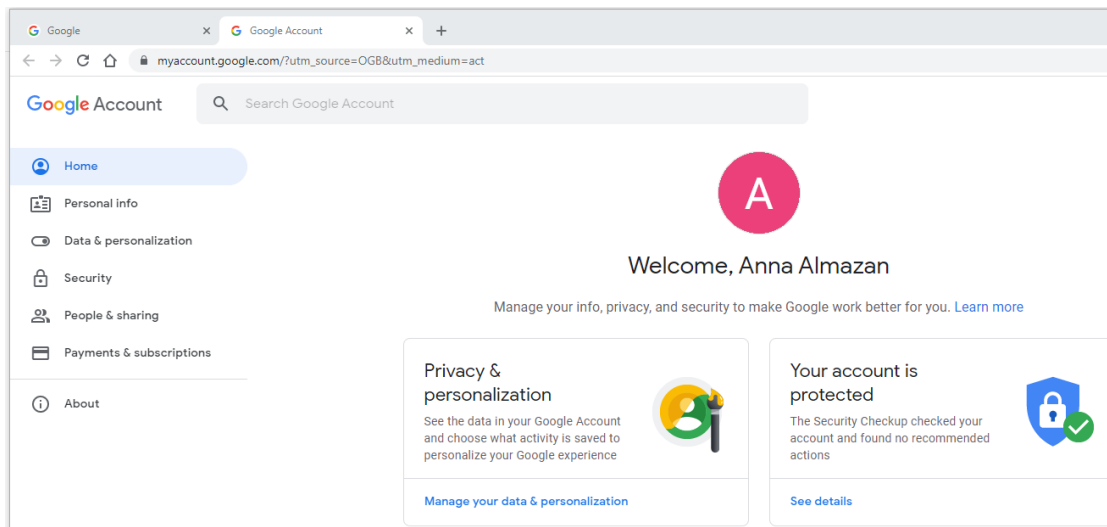 Google
Google Account
myaccount.google.com/?utm_source=OGB&utm_medium=act
Google Account
Search Google Account
Home
Personal info
Data & personalization
Security
People & sharing
Payments & subscriptions
About
A
Welcome, Anna Almazan
Manage your info, privacy, and security to make Google work better for you. Learn more
Privacy &
personalization
See the data in your Google Account
and choose what activity is saved to
personalize your Google experience
Manage your data & personalization
Your account is
protected
The Security Checkup checked your
account and found no recommended
actions
See details